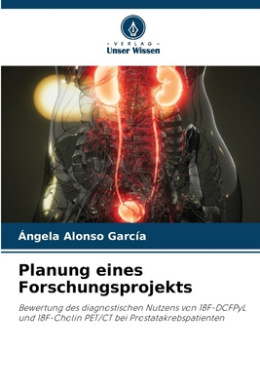 VERLAG
Unser Wissen
Ángela Alonso García
Planung eines
Forschungsprojekts
Bewertung des diagnostischen Nutzens von 18F-DCFPyL
und 18F-Cholin PET/CT bei Prostatakrebspatienten